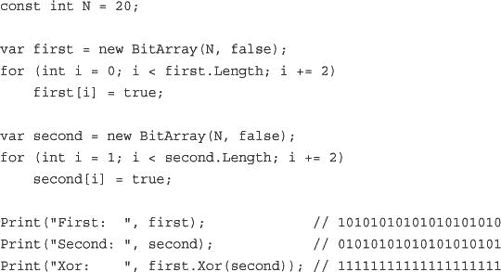 const int N = 20;

var first = new BitArray(N, false);
for (int i = 0; i < first.Length; i += 2)
    first[i] = true;

var second = new BitArray(N, false);
for (int i = 1; i < second.Length; i += 2)
    second[i] = true;

Print("First:  ", first);              // 10101010101010101010
Print("Second: ", second);             // 01010101010101010101
Print("Xor:    ", first.Xor(second)); // 11111111111111111111